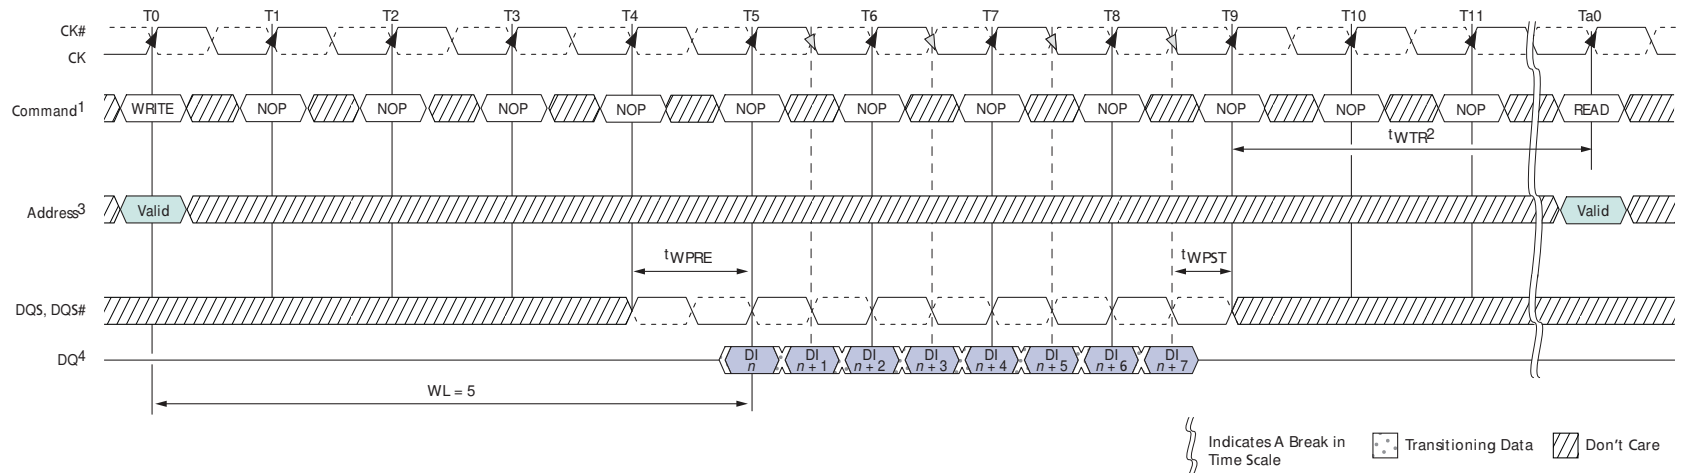 T0 T1 T2 T3 T4 T5 T6 T7 T8 T9 T10 T11 Ta0
CK#
CK
Command1 WRITE NOP NOP NOP NOP NOP NOP NOP NOP NOP NOP NOP READ
tWTR2
Address3 Valid Valid
tWPRE tWPST
DQS, DQS#
DQ4 DI n DI n + 1 DI n + 2 DI n + 3 DI n + 4 DI n + 5 DI n + 6 DI n + 7
WL = 5
Indicates A Break in
Time Scale
Transitioning Data
Don't Care